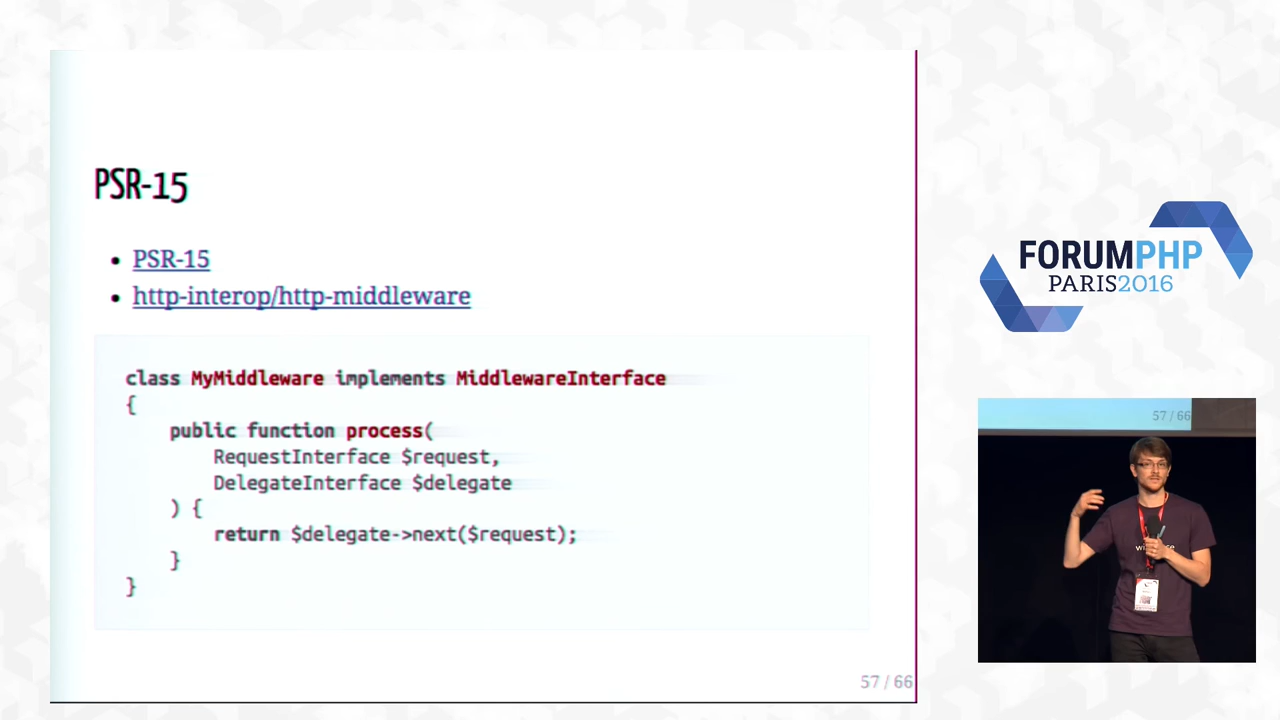 PSR-15
PSR-15
http-interop/http-middleware
class MyMiddleware implements MiddlewareInterface
{
    public function process(
        RequestInterface $request,
        DelegateInterface $delegate
    ) {
        return $delegate->next($request);
    }
}
57 / 66
FORUMPHP
PARIS2016
57 / 66